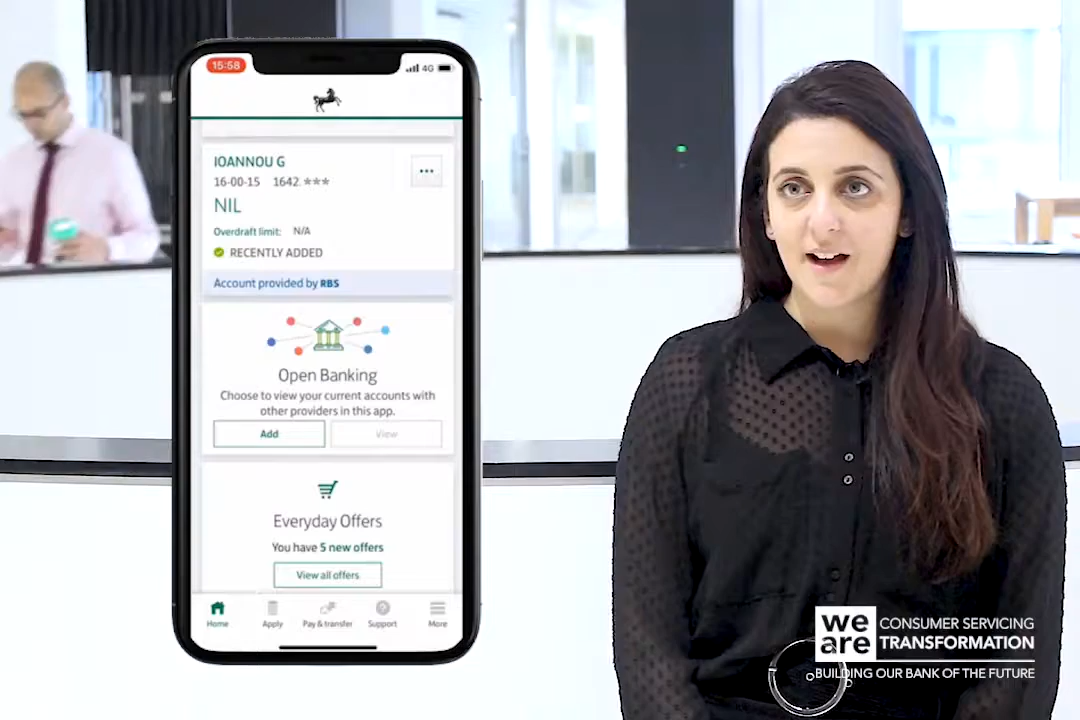 15:58
4G
IOANNOU G
16-00-15 1642 ***
NIL
Overdraft limit: N/A
RECENTLY ADDED
Account provided by RBS
Open Banking
Choose to view your current accounts with
other providers in this app.
Add View
Everyday Offers
You have 5 new offers
View all offers
Home Apply Pay & transfer Support More
we are
CONSUMER SERVICING
TRANSFORMATION
BUILDING OUR BANK OF THE FUTURE